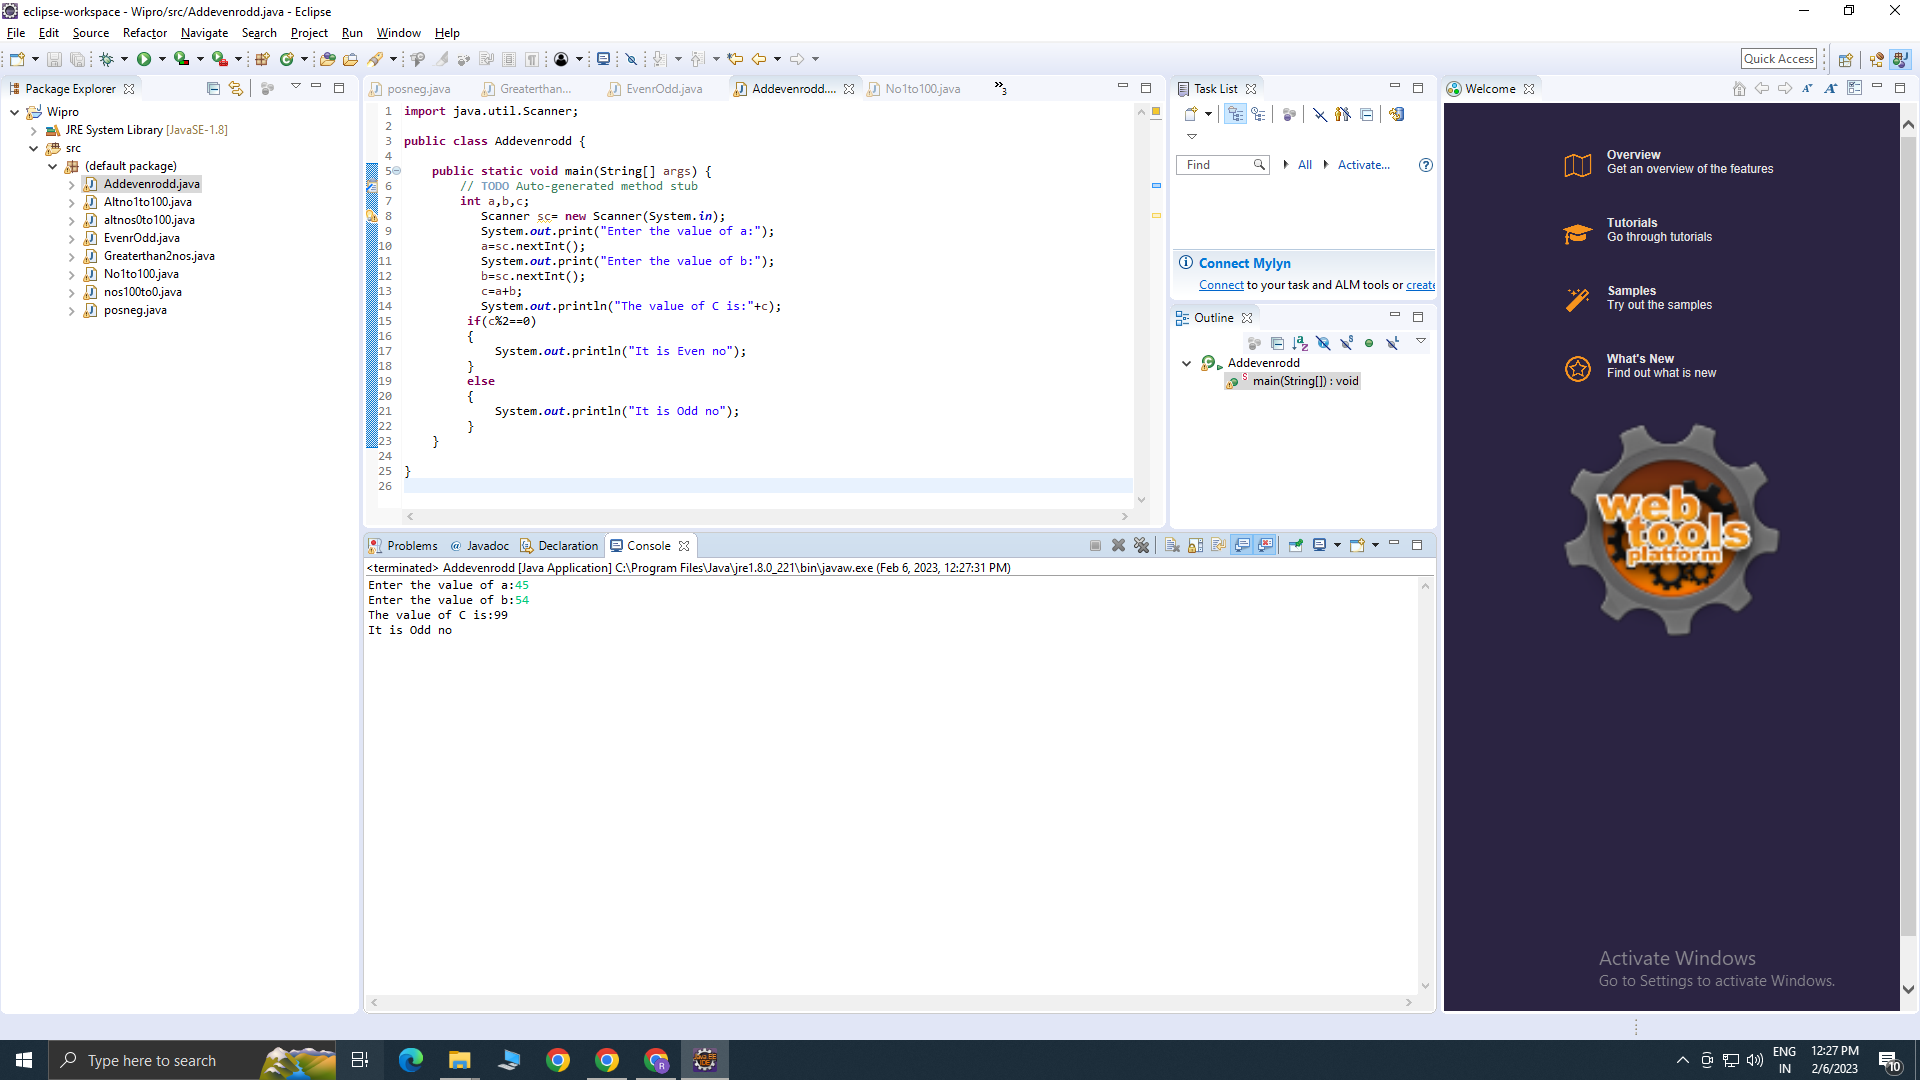 eclipse-workspace - Wipro/src/Addevenrodd.java - Eclipse
File Edit Source Refactor Navigate Search Project Run Window Help
Quick Access
Package Explorer
Wipro
JRE System Library [JavaSE-1.8]
src
(default package)
Addevenrodd.java
Altno1to100.java
altnos0to100.java
EvenrOdd.java
Greaterthan2nos.java
No1to100.java
nos100to0.java
posneg.java
posneg.java Greaterthan... EvenrOdd.java Addevenrodd.... No1to100.java »3
1 import java.util.Scanner;
2
3 public class Addevenrodd {
4
5 public static void main(String[] args) {
6 // TODO Auto-generated method stub
7 int a,b,c;
8 Scanner sc= new Scanner(System.in);
9 System.out.print("Enter the value of a:");
10 a=sc.nextInt();
11 System.out.print("Enter the value of b:");
12 b=sc.nextInt();
13 c=a+b;
14 System.out.println("The value of C is:"+c);
15 if(c%2==0)
16 {
17 System.out.println("It is Even no");
18 }
19 else
20 {
21 System.out.println("It is Odd no");
22 }
23 }
24
25 }
26
Task List
Find All Activate...
Connect Mylyn
Connect to your task and ALM tools or create
Outline
Addevenrodd
main(String[]) : void
Problems @ Javadoc Declaration Console
<terminated> Addevenrodd [Java Application] C:\Program Files\Java\jre1.8.0_221\bin\javaw.exe (Feb 6, 2023, 12:27:31 PM)
Enter the value of a:45
Enter the value of b:54
The value of C is:99
It is Odd no
Welcome
Overview
Get an overview of the features
Tutorials
Go through tutorials
Samples
Try out the samples
What's New
Find out what is new
web
tools
platform
Activate Windows
Go to Settings to activate Windows.
Type here to search
ENG
IN
12:27 PM
2/6/2023
10